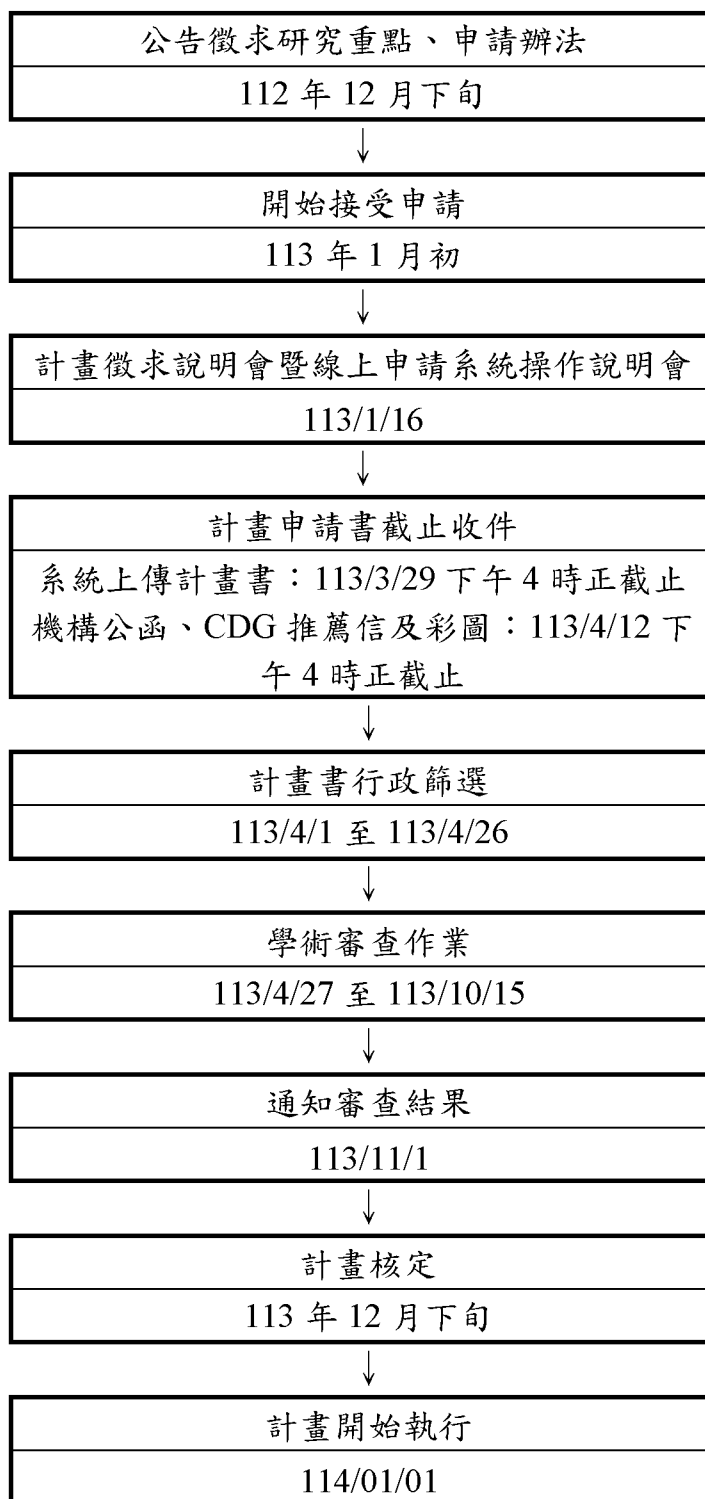 公告徵求研究重點、申請辦法
112 年 12 月下旬
↓
開始接受申請
113 年 1 月初
↓
計畫徵求說明會暨線上申請系統操作說明會
113/1/16
↓
計畫申請書截止收件
系統上傳計畫書：113/3/29 下午 4 時正截止
機構公函、CDG 推薦信及彩圖：113/4/12 下
午 4 時正截止
↓
計畫書行政篩選
113/4/1 至 113/4/26
↓
學術審查作業
113/4/27 至 113/10/15
↓
通知審查結果
113/11/1
↓
計畫核定
113 年 12 月下旬
↓
計畫開始執行
114/01/01